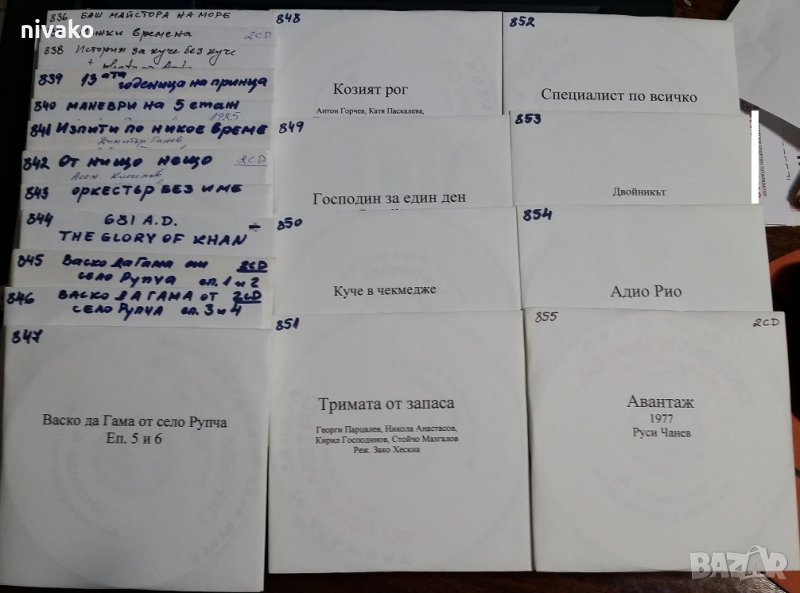 nivako
836 БАШ МАЙСТОРА НА МОРЕ
времена 2CD
838 История за куче без куче
839 13ата годеница на принца
840 МАНЕВРИ НА 5 етаж
1985
841 ИЗПИТИ ПО НИКОЕ ВРЕМЕ
Димитър
842 От нищо нещо 2CD
Асен
843 ОРКЕСТЪР БЕЗ ИМЕ
844 681 A.D.
THE GLORY OF KHAN
845 Васко Да Гама от 2CD
село Рупча еп. 1 и 2
846 ВАСКО ДА ГАМА ОТ 2CD
СЕЛО РУПЧА еп. 3 и 4
847
Васко да Гама от село Рупча
Еп. 5 и 6
848
Козият рог
Антон Горчев, Катя Паскалева,
849
Господин за един ден
850
Куче в чекмедже
851
Тримата от запаса
Георги Парцалев, Никола Анастасов,
Кирил Господинов, Стойчо Мазгалов
Реж. Зако Хеския
852
Специалист по всичко
853
Двойникът
854
Адио Рио
855 2CD
Авантаж
1977
Руси Чанев
BAZAR.BG